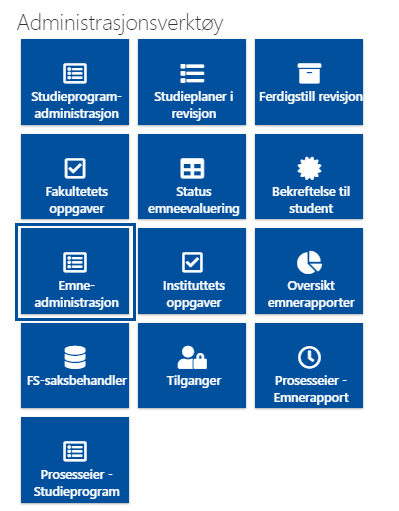 Administrasjonsverktøy
Studieprogram-
administrasjon
Studieplaner i
revisjon
Ferdigstill revisjon
Fakultetets
oppgaver
Status
emneevaluering
Bekreftelse til
student
Emne-
administrasjon
Instituttets
oppgaver
Oversikt
emnerapporter
FS-saksbehandler
Tilganger
Prosesseier -
Emnerapport
Prosesseier -
Studieprogram